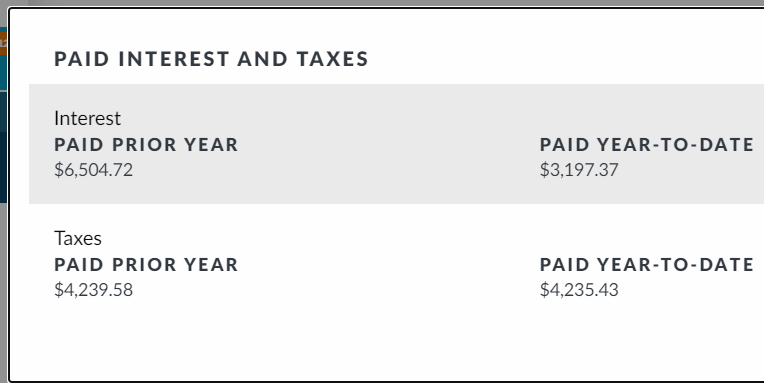 PAID INTEREST AND TAXES
Interest
PAID PRIOR YEAR PAID YEAR-TO-DATE
$6,504.72 $3,197.37
Taxes
PAID PRIOR YEAR PAID YEAR-TO-DATE
$4,239.58 $4,235.43